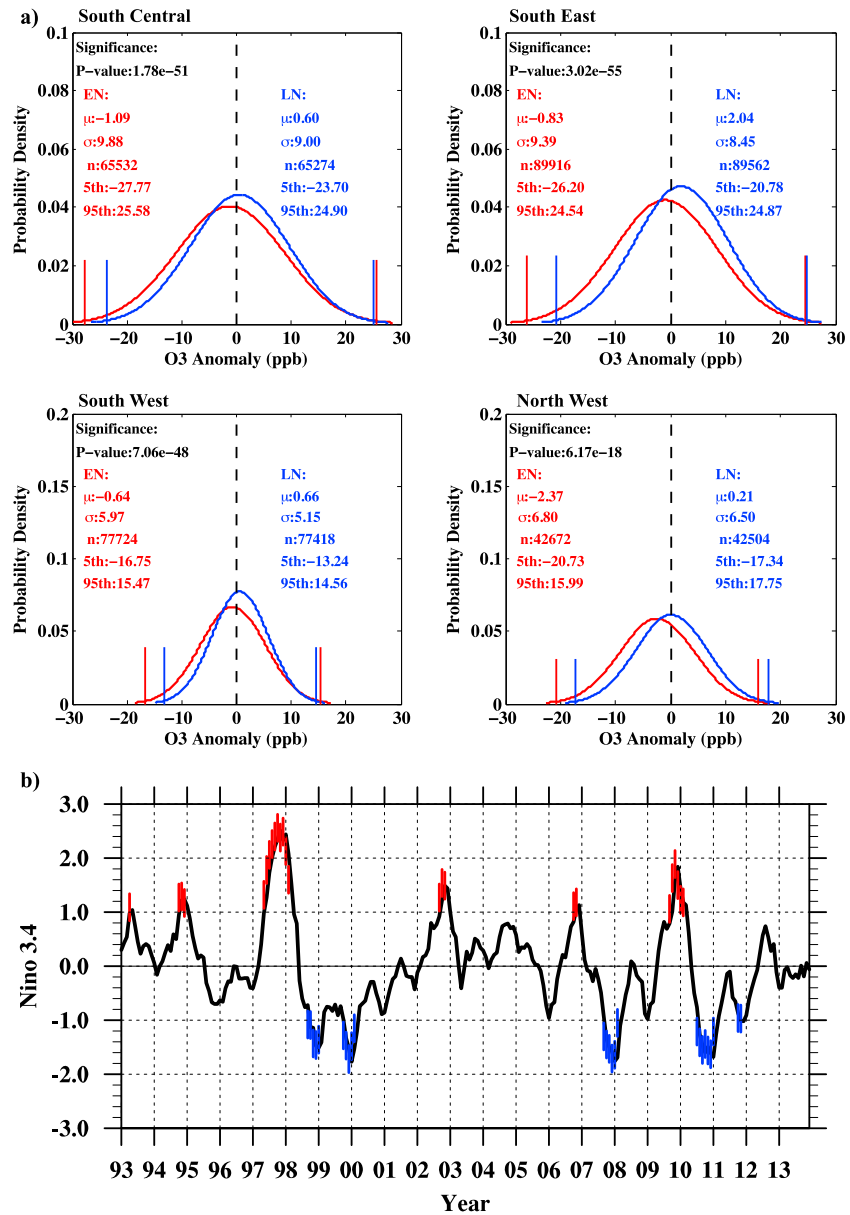 a)
South Central
Significance:
P−value:1.78e−51
EN:
μ:−1.09
σ:9.88
n:65532
5th:−27.77
95th:25.58
LN:
μ:0.60
σ:9.00
n:65274
5th:−23.70
95th:24.90
0.1
0.08
0.06
0.04
0.02
0
Probability Density
−30 −20 −10 0 10 20 30
O3 Anomaly (ppb)
South East
Significance:
P−value:3.02e−55
EN:
μ:−0.83
σ:9.39
n:89916
5th:−26.20
95th:24.54
LN:
μ:2.04
σ:8.45
n:89562
5th:−20.78
95th:24.87
0.1
0.08
0.06
0.04
0.02
0
Probability Density
−30 −20 −10 0 10 20 30
O3 Anomaly (ppb)
South West
Significance:
P−value:7.06e−48
EN:
μ:−0.64
σ:5.97
n:77724
5th:−16.75
95th:15.47
LN:
μ:0.66
σ:5.15
n:77418
5th:−13.24
95th:14.56
0.2
0.15
0.1
0.05
0
Probability Density
−30 −20 −10 0 10 20 30
O3 Anomaly (ppb)
North West
Significance:
P−value:6.17e−18
EN:
μ:−2.37
σ:6.80
n:42672
5th:−20.73
95th:15.99
LN:
μ:0.21
σ:6.50
n:42504
5th:−17.34
95th:17.75
0.2
0.15
0.1
0.05
0
Probability Density
−30 −20 −10 0 10 20 30
O3 Anomaly (ppb)
b)
3.0
2.0
1.0
0.0
-1.0
-2.0
-3.0
Nino 3.4
93 94 95 96 97 98 99 00 01 02 03 04 05 06 07 08 09 10 11 12 13
Year